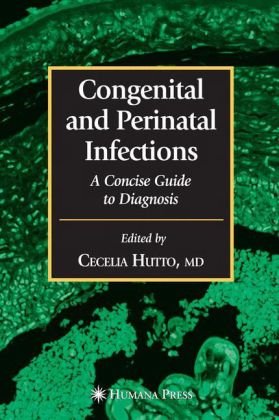 Congenital
and Perinatal
Infections
A Concise Guide
to Diagnosis
Edited by
CECELIA HUTTO, MD
HUMANA PRESS